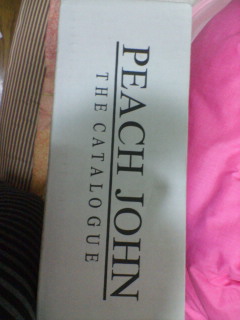 PEACH JOHN
THE CATALOGUE